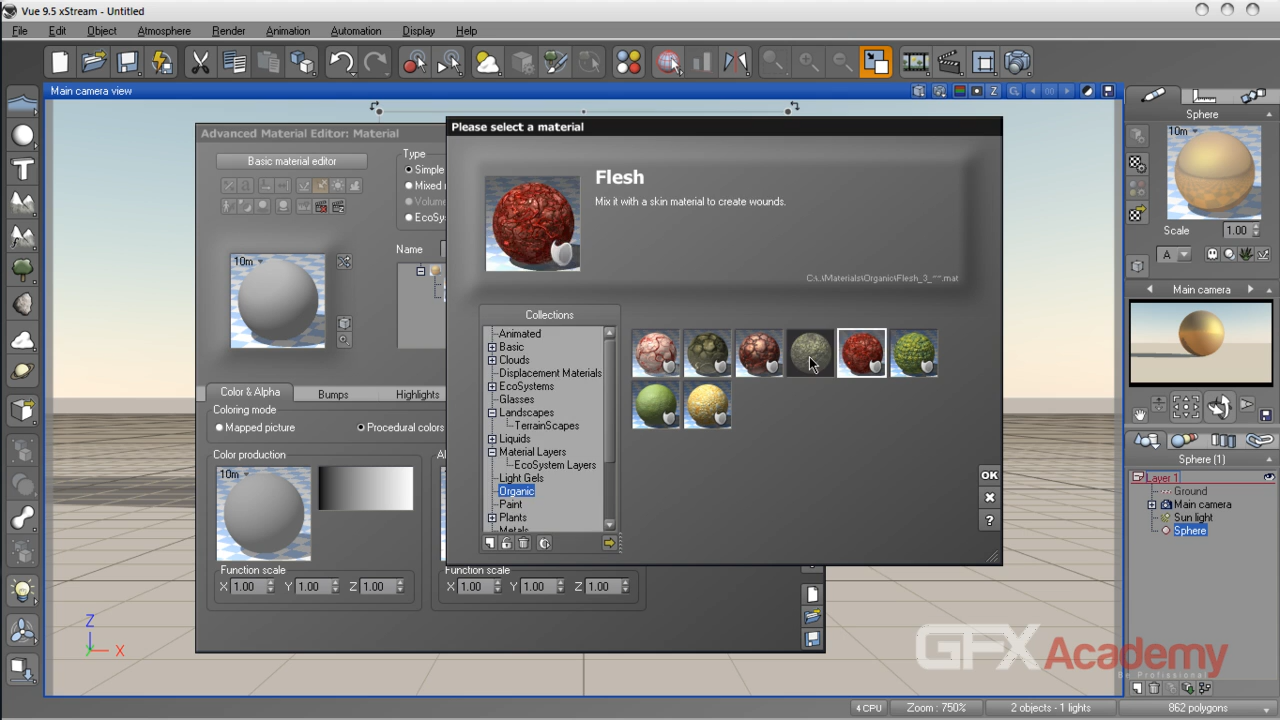 Vue 9.5 xStream - Untitled
File Edit Object Atmosphere Render Animation Automation Display Help
Main camera view
Advanced Material Editor: Material
Basic material editor
Type
Simple
Mixed
Volume
EcoSy
10m
Name
Color & Alpha
Bumps
Highlights
Coloring mode
Mapped picture
Procedural colors
Color production
10m
Function scale
X 1.00 Y 1.00 Z 1.00
Please select a material
Flesh
Mix it with a skin material to create wounds.
Collections
Animated
Basic
Clouds
Displacement Materials
EcoSystems
Glasses
Landscapes
TerrainScapes
Liquids
Material Layers
EcoSystem Layers
Light Gels
Organic
Paint
Plants
Metals
OK
?
Function scale
X 1.00 Y 1.00 Z 1.00
Z
X
Sphere
10m
Scale 1.00
A
Main camera
Sphere (1)
Layer 1
Ground
Main camera
Sun light
Sphere
GFXAcademy
Be Professional
4 CPU Zoom : 750% 2 objects - 1 lights 862 polygons